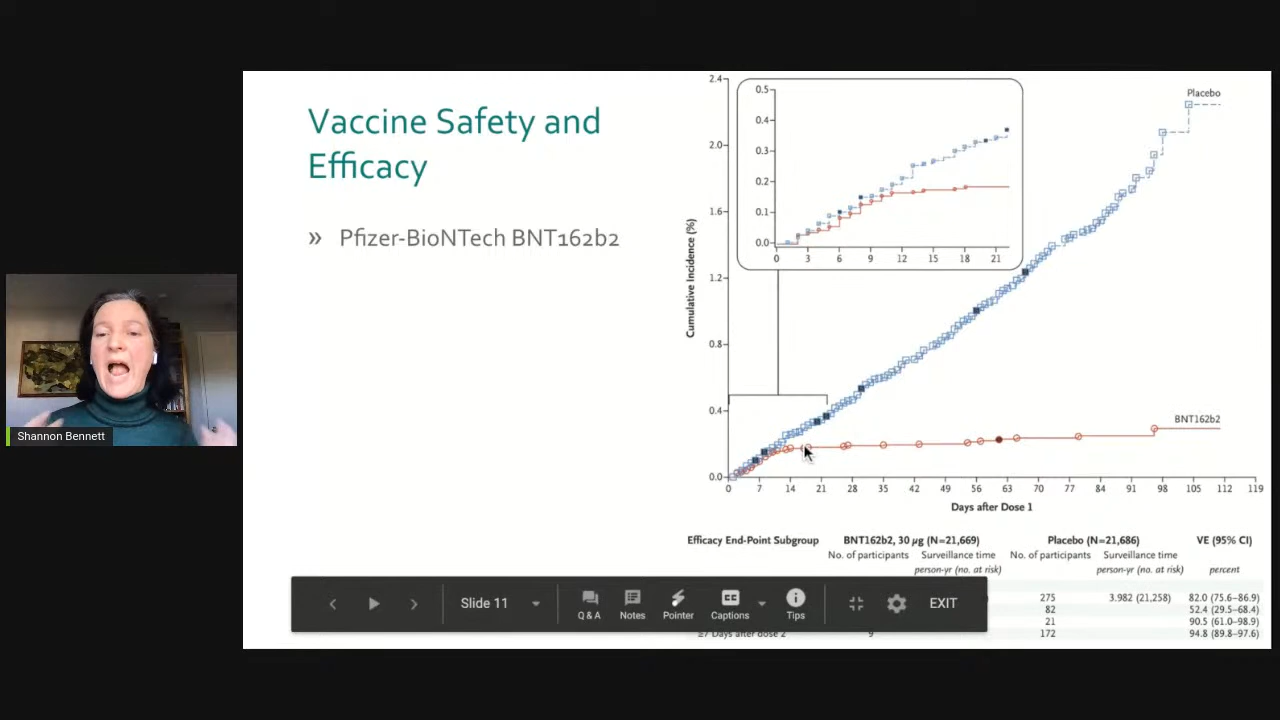 Vaccine Safety and
Efficacy
» Pfizer-BioNTech BNT162b2
Shannon Bennett
Cumulative Incidence (%)
2.4
2.0
1.6
1.2
0.8
0.4
0.0
0.5
0.4
0.3
0.2
0.1
0.0
0 3 6 9 12 15 18 21
Placebo
BNT162b2
0 7 14 21 28 35 42 49 56 63 70 77 84 91 98 105 112 119
Days after Dose 1
Efficacy End-Point Subgroup BNT162b2, 30 μg (N=21,669) Placebo (N=21,686) VE (95% CI)
No. of participants Surveillance time No. of participants Surveillance time
person-yr (no. at risk) person-yr (no. at risk) percent
275 3.982 (21,258) 82.0 (75.6–86.9)
82 52.4 (29.5–68.4)
21 90.5 (61.0–98.9)
≥7 Days after dose 2 9 172 94.8 (89.8–97.6)
Slide 11
Q & A Notes Pointer Captions Tips
CC
EXIT